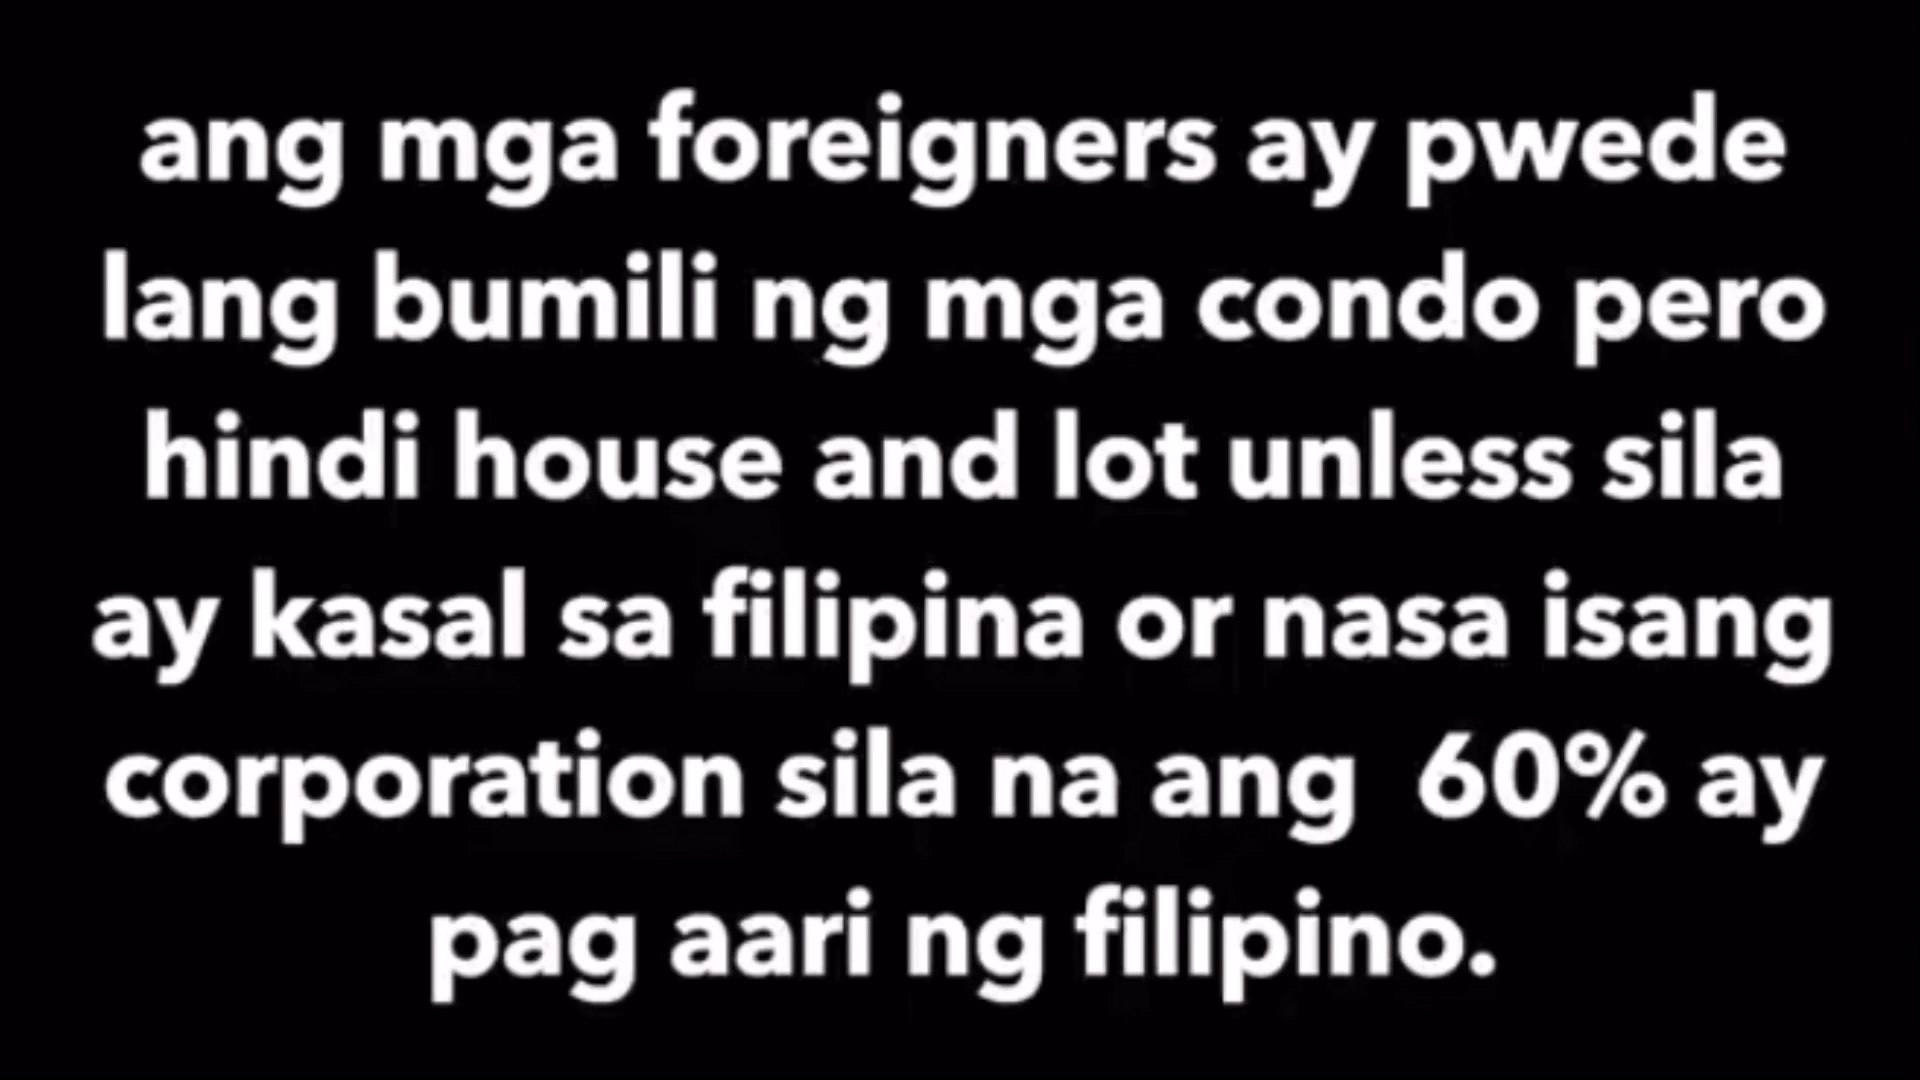 ang mga foreigners ay pwede
lang bumili ng mga condo pero
hindi house and lot unless sila
ay kasal sa filipina or nasa isang
corporation sila na ang  60% ay
pag aari ng filipino.